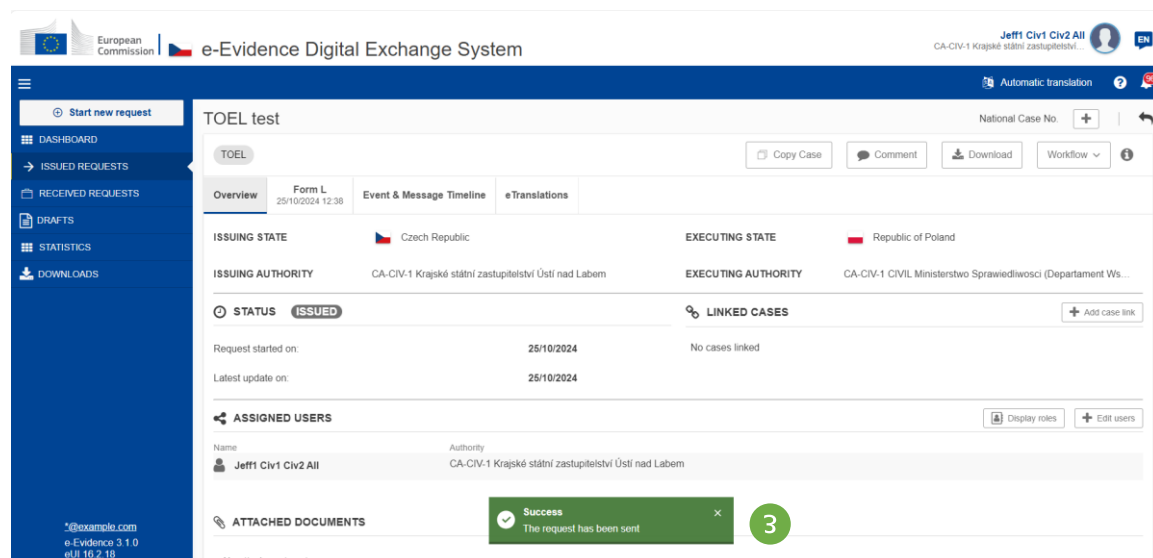 European
Commission
e-Evidence Digital Exchange System
Jeff1 Civ1 Civ2 All
CA-CIV-1 Krajské státní zastupitelství...
EN
Automatic translation
Start new request
DASHBOARD
ISSUED REQUESTS
RECEIVED REQUESTS
DRAFTS
STATISTICS
DOWNLOADS
*@example.com
e-Evidence 3.1.0
eUI 16.2.18
TOEL test
National Case No.
TOEL
Copy Case
Comment
Download
Workflow
Overview
Form L
25/10/2024 12:38
Event & Message Timeline
eTranslations
ISSUING STATE
Czech Republic
EXECUTING STATE
Republic of Poland
ISSUING AUTHORITY
CA-CIV-1 Krajské státní zastupitelství Ústí nad Labem
EXECUTING AUTHORITY
CA-CIV-1 CIVIL Ministerstwo Sprawiedliwosci (Departament Ws...
STATUS ISSUED
LINKED CASES
Add case link
Request started on: 25/10/2024
No cases linked
Latest update on: 25/10/2024
ASSIGNED USERS
Display roles
Edit users
Name Authority
Jeff1 Civ1 Civ2 All CA-CIV-1 Krajské státní zastupitelství Ústí nad Labem
ATTACHED DOCUMENTS
Success
The request has been sent
3